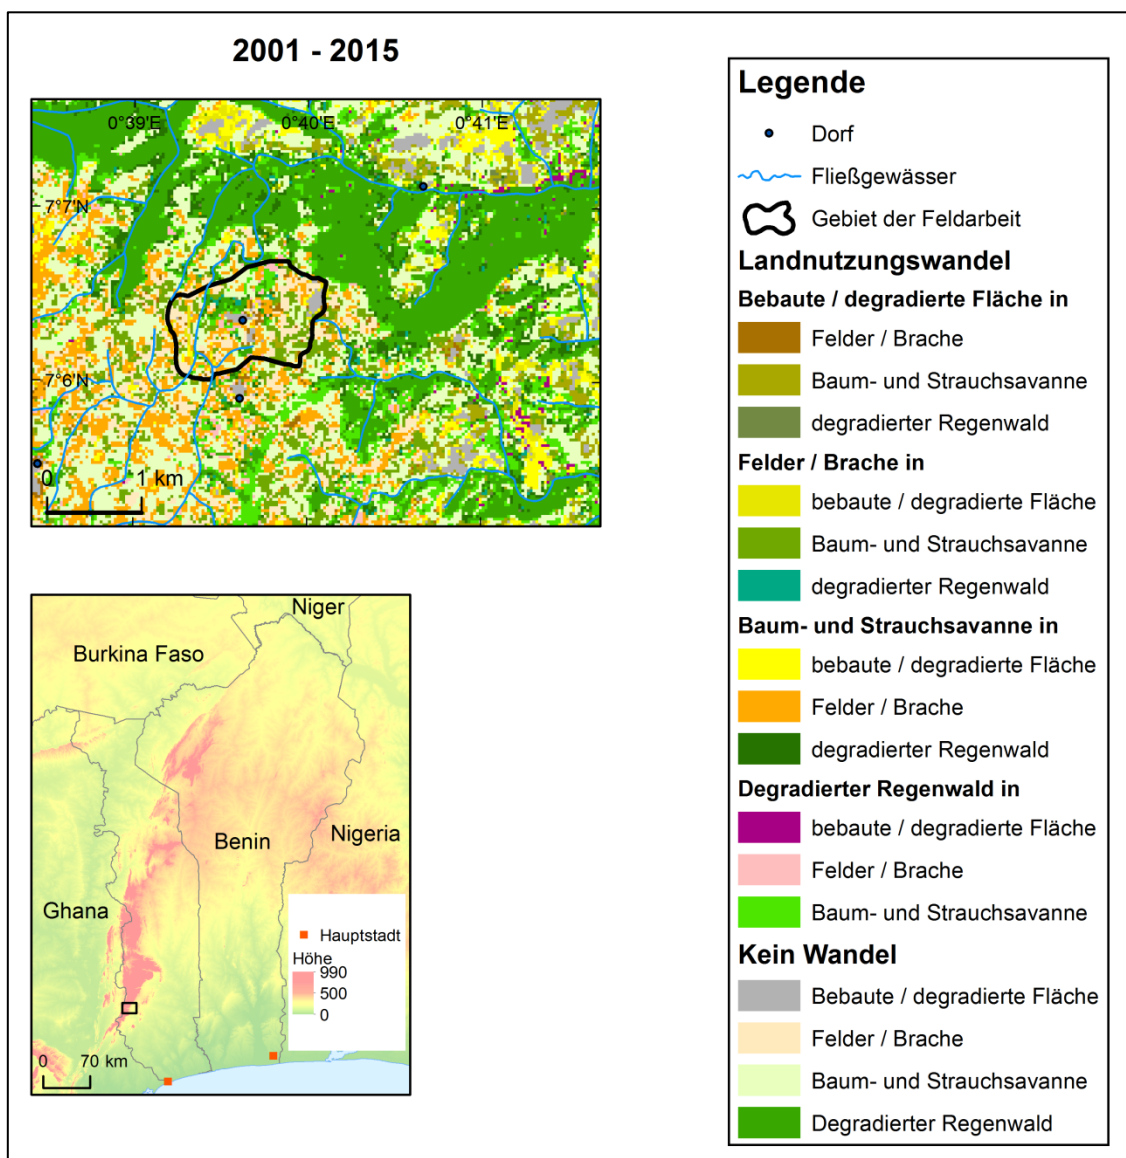 2001 - 2015
0°39'E
0°40'E
0°41'E
7°7'N
7°6'N
0
1 km
Legende
Dorf
Fließgewässer
Gebiet der Feldarbeit
Landnutzungswandel
Bebaute / degradierte Fläche in
Felder / Brache
Baum- und Strauchsavanne
degradierter Regenwald
Felder / Brache in
bebaute / degradierte Fläche
Baum- und Strauchsavanne
degradierter Regenwald
Baum- und Strauchsavanne in
bebaute / degradierte Fläche
Felder / Brache
degradierter Regenwald
Degradierter Regenwald in
bebaute / degradierte Fläche
Felder / Brache
Baum- und Strauchsavanne
Kein Wandel
Bebaute / degradierte Fläche
Felder / Brache
Baum- und Strauchsavanne
Degradierter Regenwald
Niger
Burkina Faso
Benin
Nigeria
Ghana
Hauptstadt
Höhe
990
500
0
0
70 km